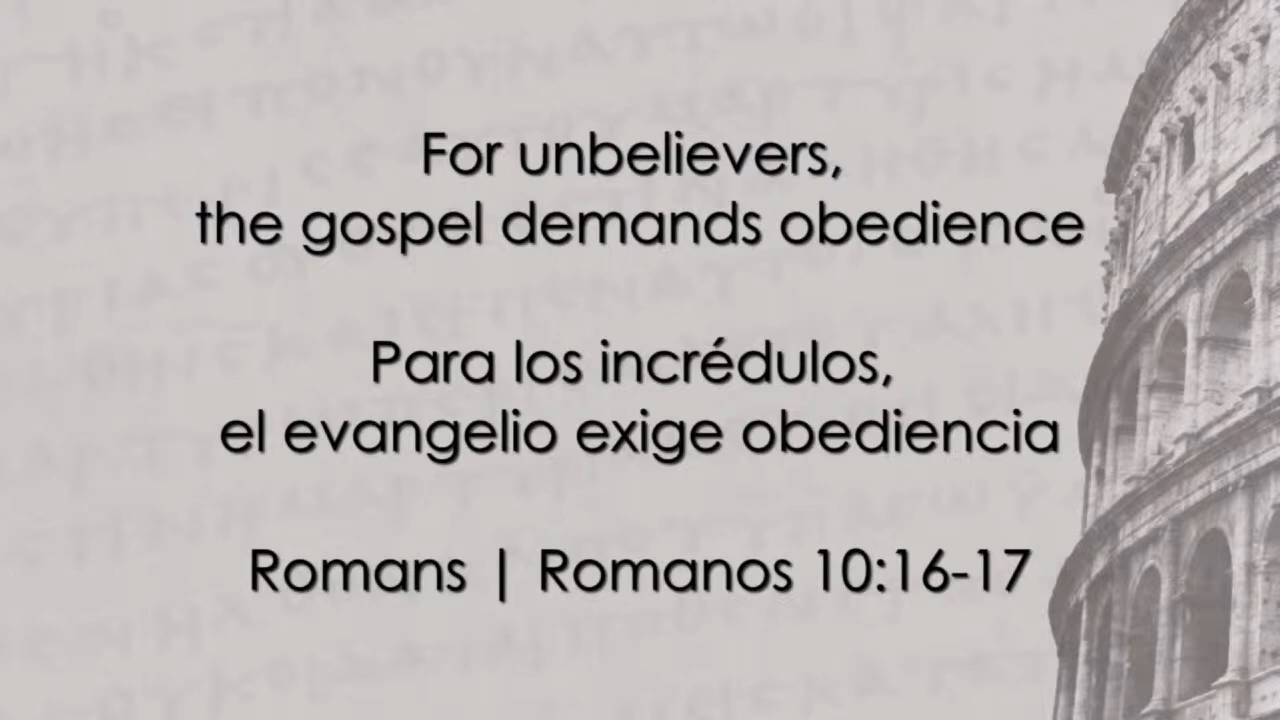 For unbelievers,
the gospel demands obedience
Para los incrédulos,
el evangelio exige obediencia
Romans | Romanos 10:16-17